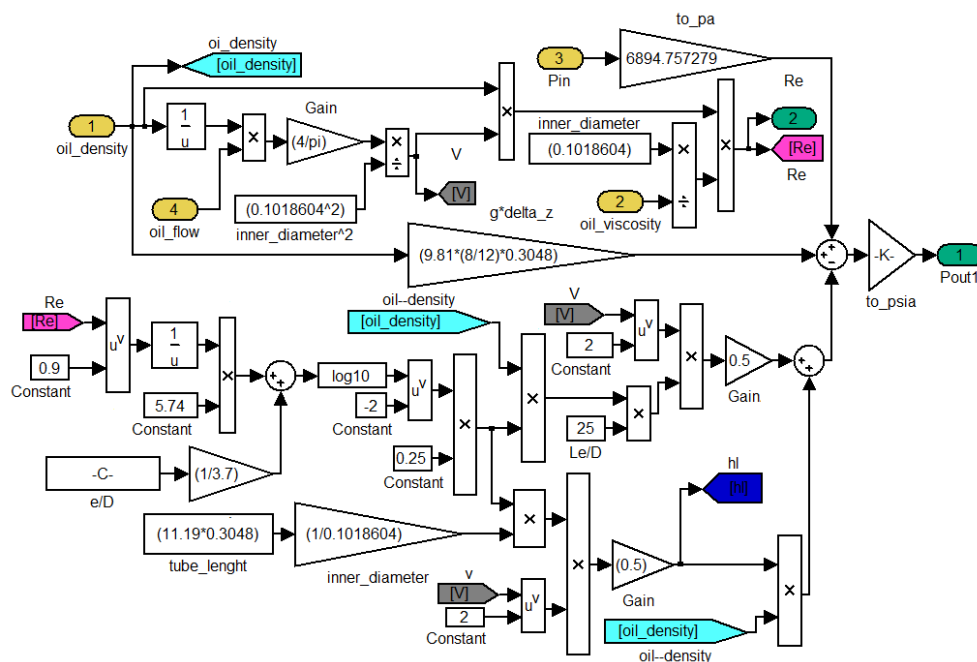 to_pa
oi_density
[oil_density]
3
6894.757279
Pin
Re
Gain
1
1
u
×
(4/pi)
×
÷
×
inner_diameter
(0.1018604)
×
÷
×
2
[Re]
Re
oil_density
V
[V]
4
oil_flow
(0.1018604^2)
inner_diameter^2
2
oil_viscosity
g*delta_z
(9.81*(8/12)*0.3048)
+
+
−
-K-
1
Pout1
to_psia
oil--density
[oil_density]
V
[V]
Re
[Re]
u^v
1
u
×
2
Constant
u^v
×
0.5
Gain
+
+
0.9
Constant
+
+
log10
u^v
-2
Constant
×
×
×
25
Le/D
5.74
Constant
0.25
Constant
-C-
e/D
(1/3.7)
hl
[hl]
(11.19*0.3048)
tube_lenght
(1/0.1018604)
inner_diameter
×
×
(0.5)
Gain
×
v
[V]
2
Constant
u^v
[oil_density]
oil--density